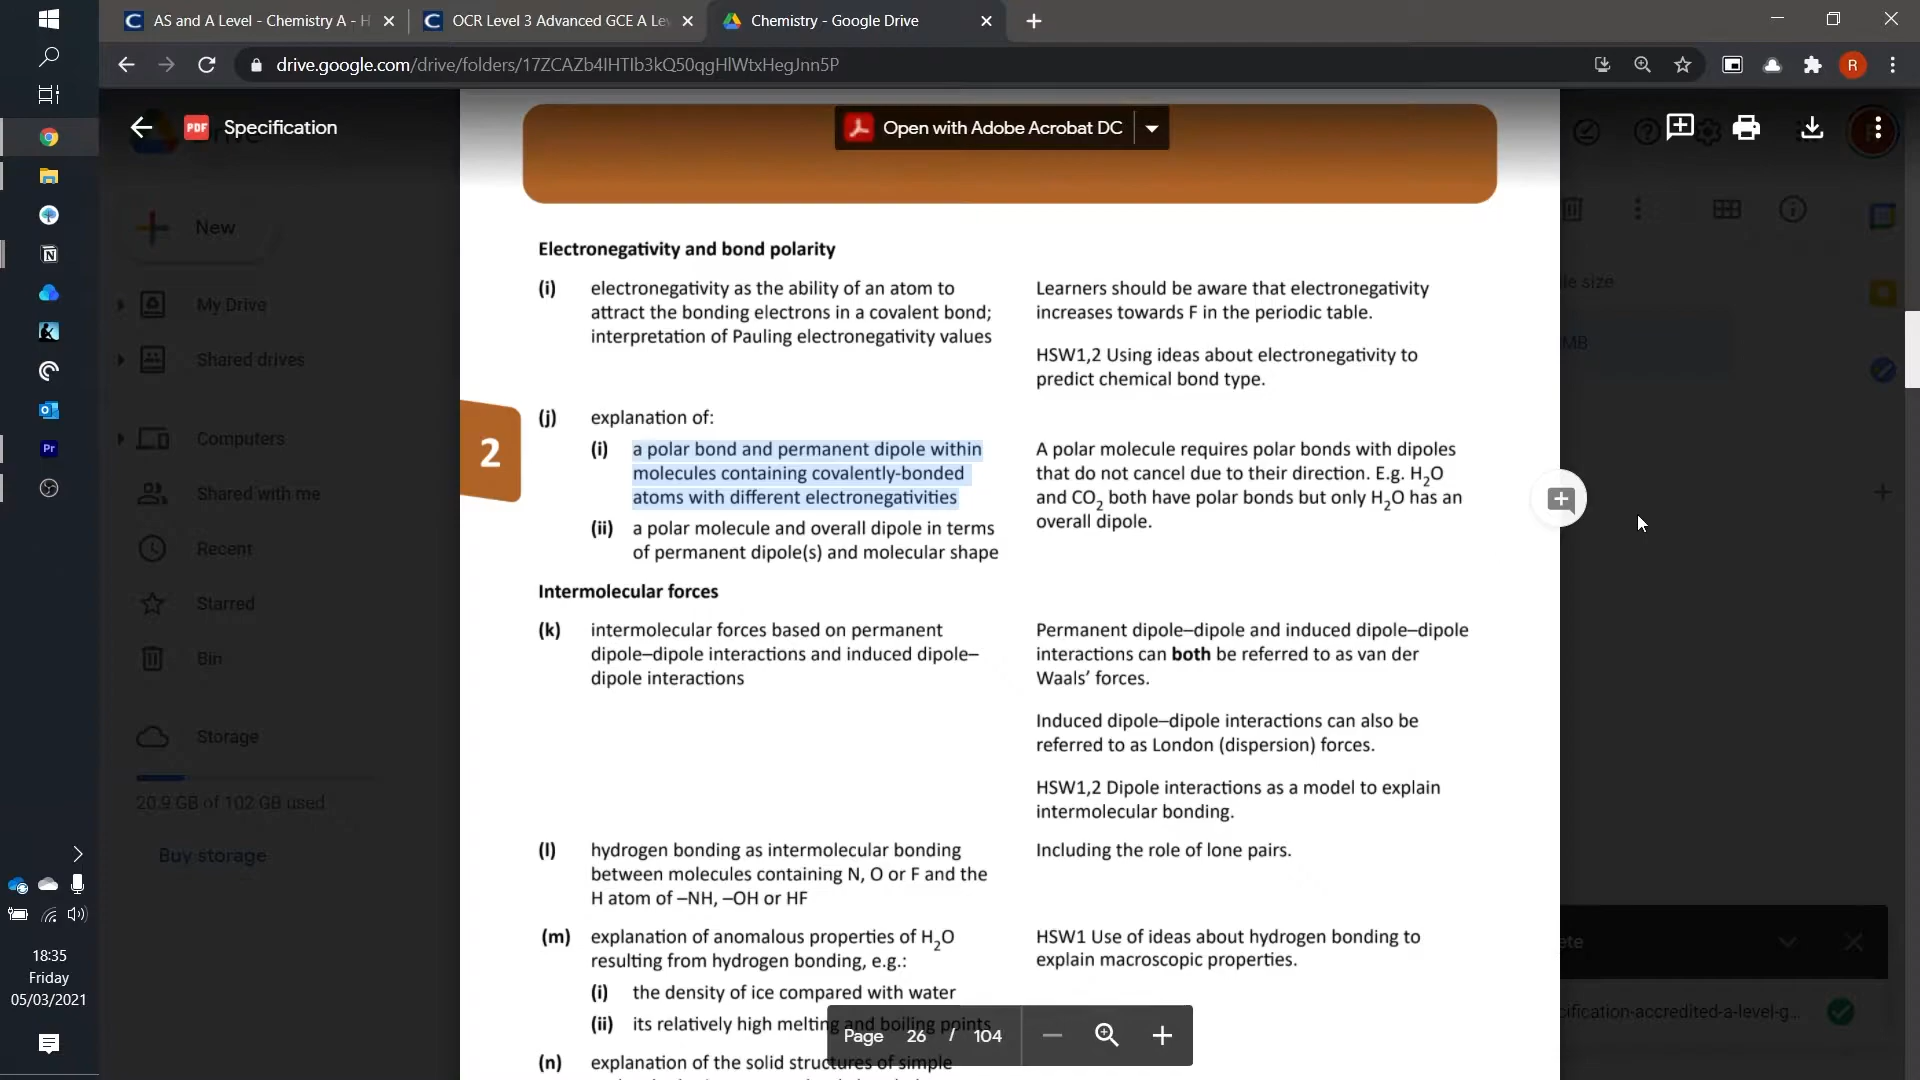 AS and A Level - Chemistry A - H
OCR Level 3 Advanced GCE A Lev
Chemistry - Google Drive
drive.google.com/drive/folders/17ZCAZb4IHTIb3kQ50qgHlWtxHegJnn5P
R
PDF Specification
Open with Adobe Acrobat DC
New
My Drive
Shared drives
Computers
Shared with me
Recent
Starred
Bin
Storage
20.9 GB of 102 GB used
Buy storage
Electronegativity and bond polarity
(i) electronegativity as the ability of an atom to
attract the bonding electrons in a covalent bond;
interpretation of Pauling electronegativity values
Learners should be aware that electronegativity
increases towards F in the periodic table.
HSW1,2 Using ideas about electronegativity to
predict chemical bond type.
2
(j) explanation of:
(i) a polar bond and permanent dipole within
molecules containing covalently-bonded
atoms with different electronegativities
(ii) a polar molecule and overall dipole in terms
of permanent dipole(s) and molecular shape
A polar molecule requires polar bonds with dipoles
that do not cancel due to their direction. E.g. H₂O
and CO₂ both have polar bonds but only H₂O has an
overall dipole.
Intermolecular forces
(k) intermolecular forces based on permanent
dipole–dipole interactions and induced dipole–
dipole interactions
Permanent dipole–dipole and induced dipole–dipole
interactions can both be referred to as van der
Waals’ forces.
Induced dipole–dipole interactions can also be
referred to as London (dispersion) forces.
HSW1,2 Dipole interactions as a model to explain
intermolecular bonding.
(l) hydrogen bonding as intermolecular bonding
between molecules containing N, O or F and the
H atom of –NH, –OH or HF
Including the role of lone pairs.
(m) explanation of anomalous properties of H₂O
resulting from hydrogen bonding, e.g.:
(i) the density of ice compared with water
(ii) its relatively high melting and boiling points
HSW1 Use of ideas about hydrogen bonding to
explain macroscopic properties.
(n) explanation of the solid structures of simple
Page 26 / 104
le size
MB
ete
cification-accredited-a-level-g...
Pr
18:35
Friday
05/03/2021